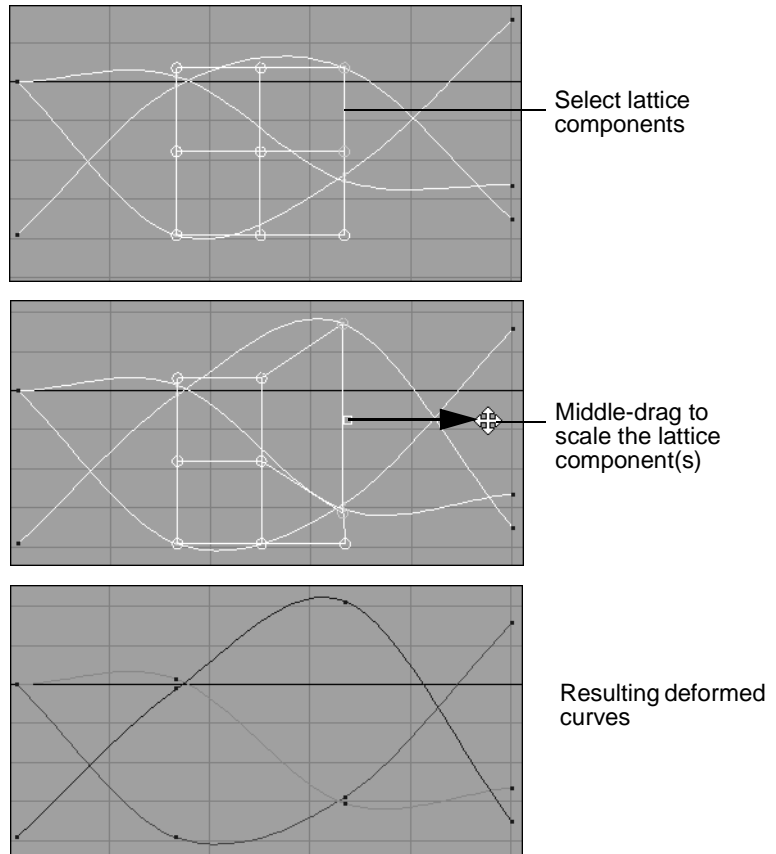 Select lattice
components
Middle-drag to
scale the lattice
component(s)
Resulting deformed
curves